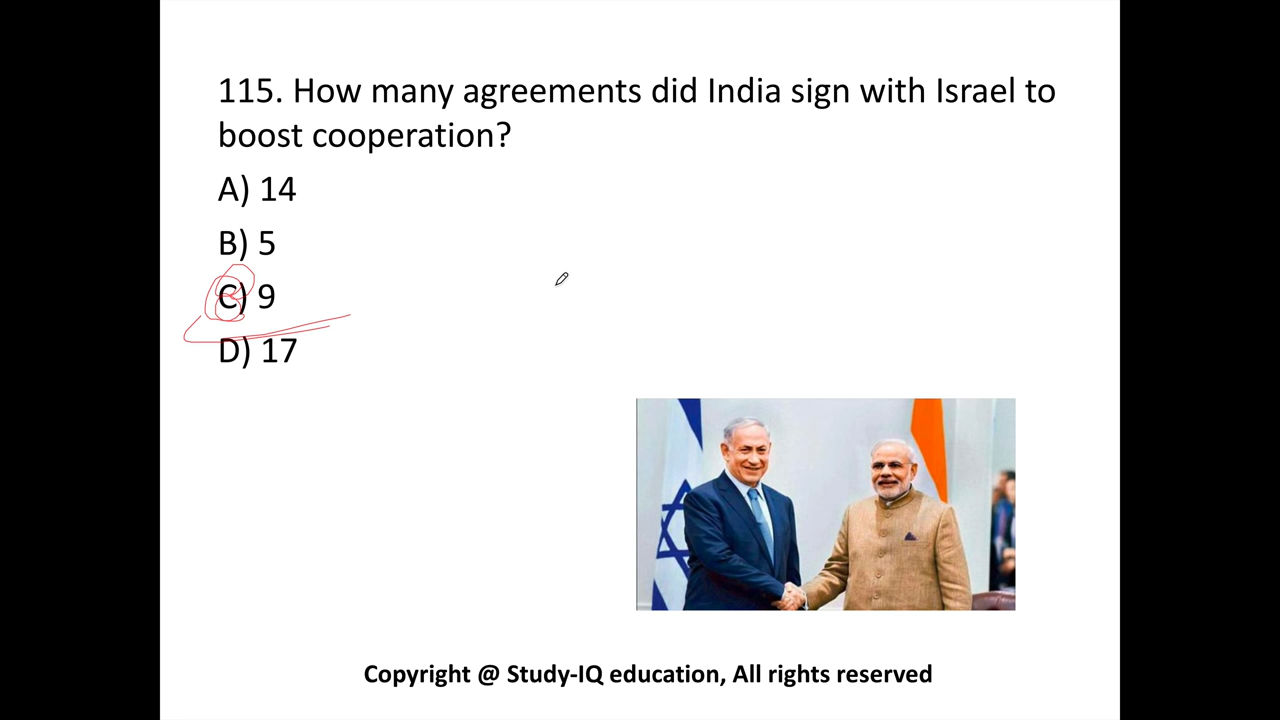 115. How many agreements did India sign with Israel to
boost cooperation?
A) 14
B) 5
C) 9
D) 17
Copyright @ Study-IQ education, All rights reserved